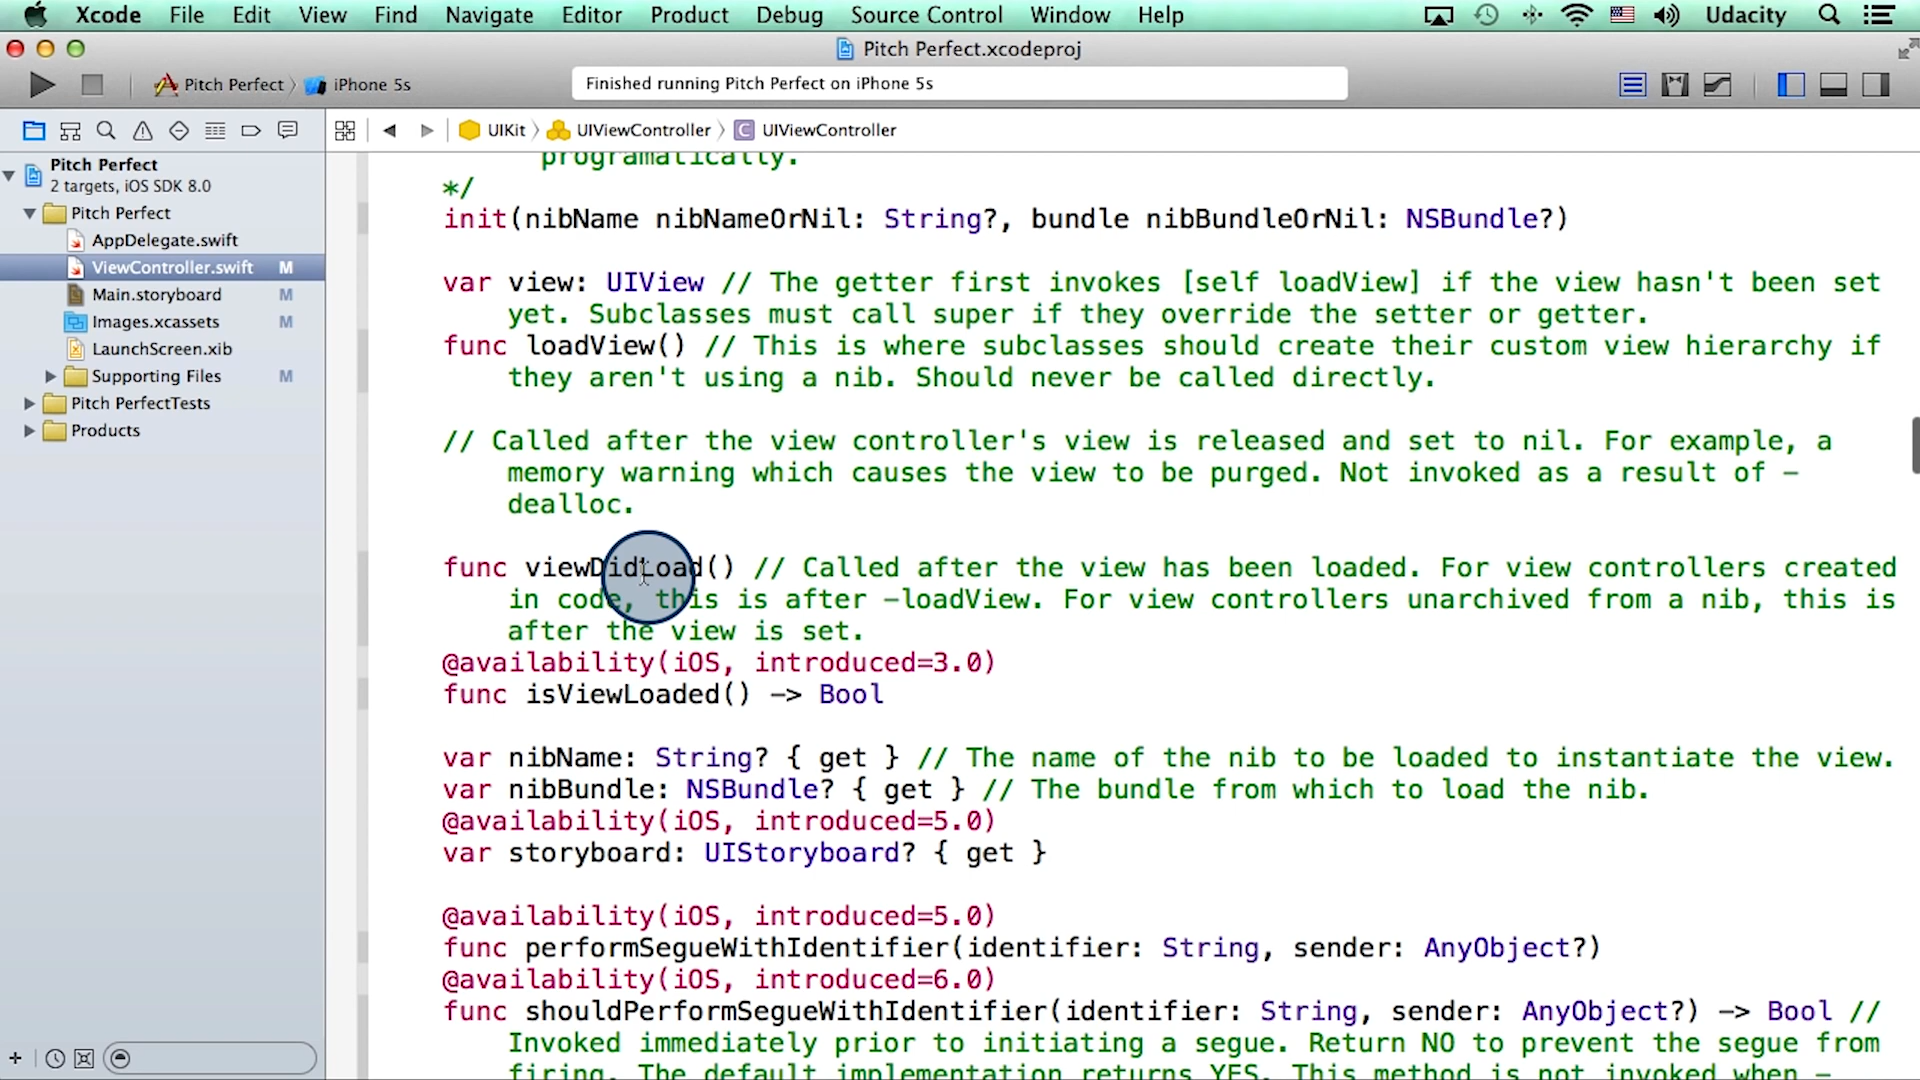 Xcode File Edit View Find Navigate Editor Product Debug Source Control Window Help Udacity
Pitch Perfect.xcodeproj
Pitch Perfect iPhone 5s
Finished running Pitch Perfect on iPhone 5s
UIKit UIViewController UIViewController
Pitch Perfect
2 targets, iOS SDK 8.0
Pitch Perfect
AppDelegate.swift
ViewController.swift M
Main.storyboard M
Images.xcassets M
LaunchScreen.xib
Supporting Files M
Pitch PerfectTests
Products
programatically.
*/
init(nibName nibNameOrNil: String?, bundle nibBundleOrNil: NSBundle?)
var view: UIView // The getter first invokes [self loadView] if the view hasn't been set
yet. Subclasses must call super if they override the setter or getter.
func loadView() // This is where subclasses should create their custom view hierarchy if
they aren't using a nib. Should never be called directly.
// Called after the view controller's view is released and set to nil. For example, a
memory warning which causes the view to be purged. Not invoked as a result of -
dealloc.
func viewDidLoad() // Called after the view has been loaded. For view controllers created
in code, this is after -loadView. For view controllers unarchived from a nib, this is
after the view is set.
@availability(iOS, introduced=3.0)
func isViewLoaded() -> Bool
var nibName: String? { get } // The name of the nib to be loaded to instantiate the view.
var nibBundle: NSBundle? { get } // The bundle from which to load the nib.
@availability(iOS, introduced=5.0)
var storyboard: UIStoryboard? { get }
@availability(iOS, introduced=5.0)
func performSegueWithIdentifier(identifier: String, sender: AnyObject?)
@availability(iOS, introduced=6.0)
func shouldPerformSegueWithIdentifier(identifier: String, sender: AnyObject?) -> Bool //
Invoked immediately prior to initiating a segue. Return NO to prevent the segue from
firing. The default implementation returns YES. This method is not invoked when -